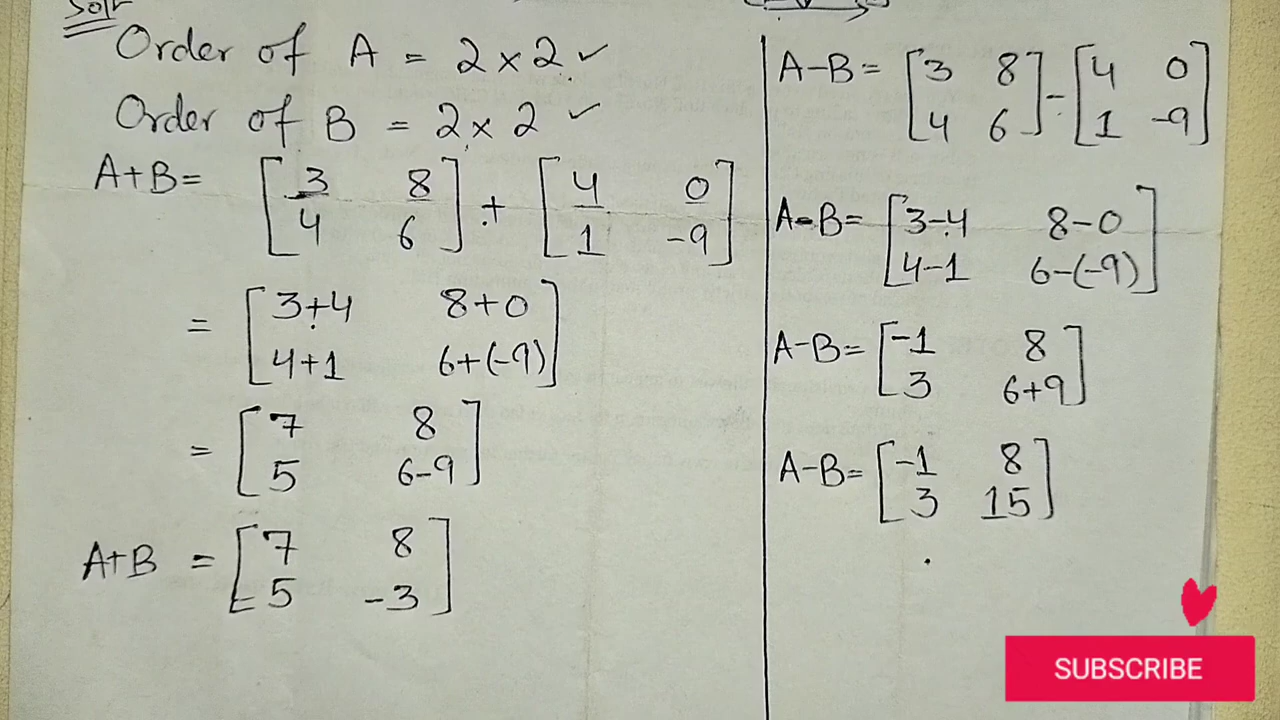 Soln
Order of A = 2 × 2 ✓
Order of B = 2 × 2 ✓
A+B = [ 3 8 ] + [ 4 0 ]
[ 4 6 ] [ 1 -9 ]
= [ 3+4 8+0 ]
[ 4+1 6+(-9) ]
= [ 7 8 ]
[ 5 6-9 ]
A+B = [ 7 8 ]
[ 5 -3 ]
A-B = [ 3 8 ] - [ 4 0 ]
[ 4 6 ] [ 1 -9 ]
A-B = [ 3-4 8-0 ]
[ 4-1 6-(-9) ]
A-B = [ -1 8 ]
[ 3 6+9 ]
A-B = [ -1 8 ]
[ 3 15 ]
SUBSCRIBE